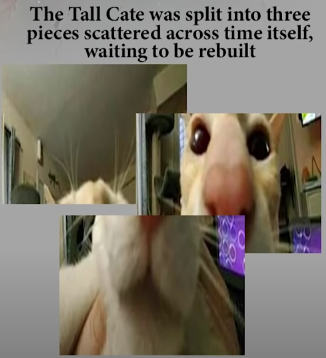 The Tall Cate was split into three
pieces scattered across time itself,
waiting to be rebuilt